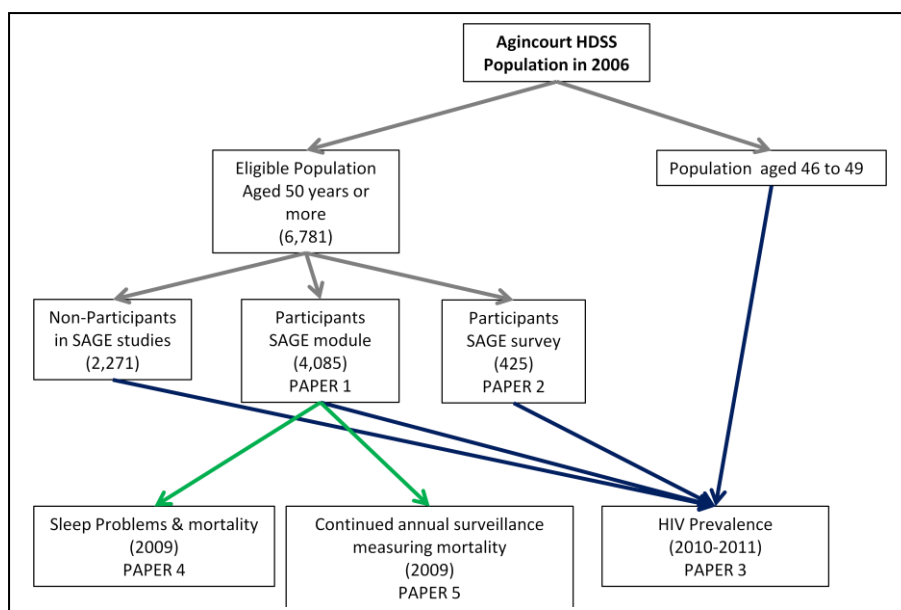 Agincourt HDSS
Population in 2006
Eligible Population
Aged 50 years or
more
(6,781)
Population aged 46 to 49
Non-Participants
in SAGE studies
(2,271)
Participants
SAGE module
(4,085)
PAPER 1
Participants
SAGE survey
(425)
PAPER 2
Sleep Problems & mortality
(2009)
PAPER 4
Continued annual surveillance
measuring mortality
(2009)
PAPER 5
HIV Prevalence
(2010-2011)
PAPER 3